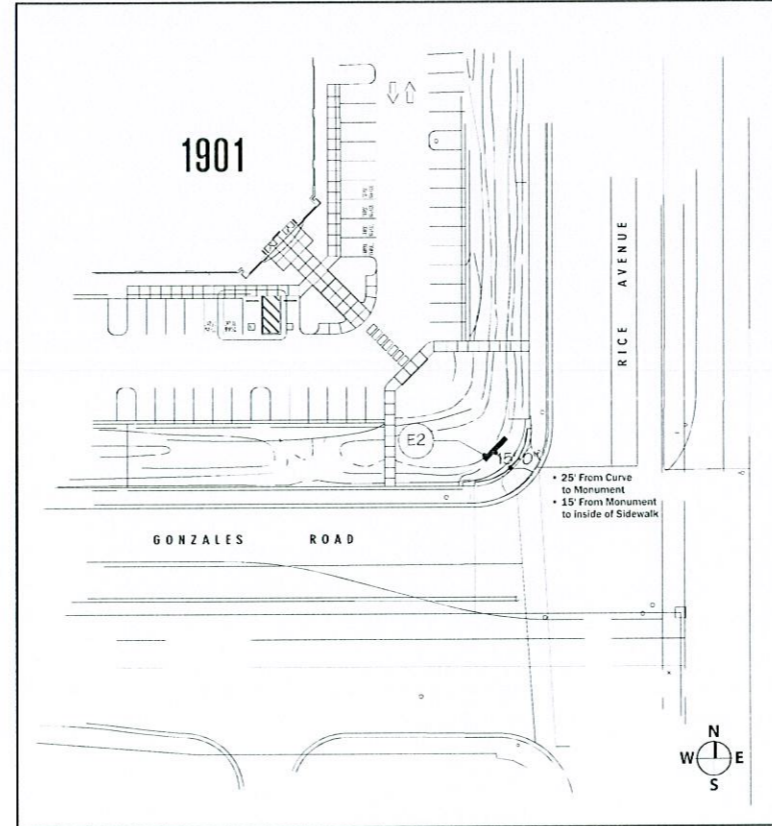 1901
RICE AVENUE
E2
15'-0"
• 25' From Curve
to Monument
• 15' From Monument
to inside of Sidewalk
GONZALES ROAD
N
W E
S